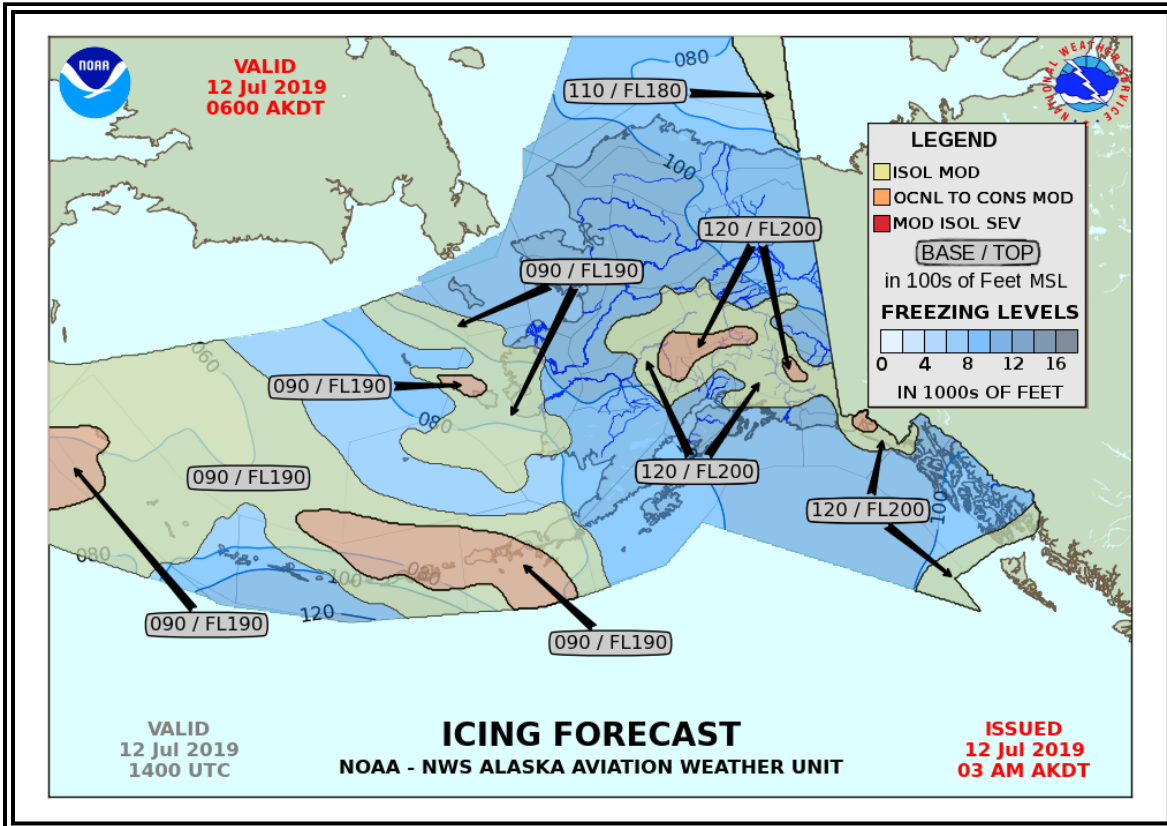 NOAA
VALID
12 Jul 2019
0600 AKDT
NATIONAL WEATHER SERVICE
080
110 / FL180
100
LEGEND
ISOL MOD
OCNL TO CONS MOD
MOD ISOL SEV
BASE / TOP
in 100s of Feet MSL
FREEZING LEVELS
0 4 8 12 16
IN 1000s OF FEET
120 / FL200
090 / FL190
060
090 / FL190
080
090 / FL190
120 / FL200
120 / FL200
100
080
100
080
120
090 / FL190
090 / FL190
VALID
12 Jul 2019
1400 UTC
ICING FORECAST
NOAA - NWS ALASKA AVIATION WEATHER UNIT
ISSUED
12 Jul 2019
03 AM AKDT